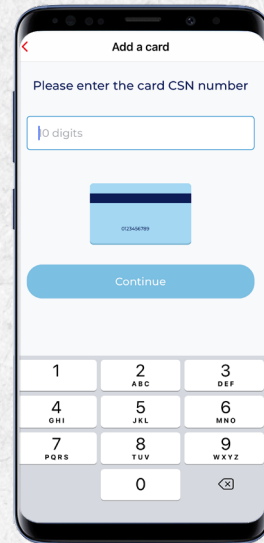 Add a card
Please enter the card CSN number
10 digits
0123456789
Continue
1 2 3
ABC DEF
4 5 6
GHI JKL MNO
7 8 9
PQRS TUV WXYZ
0